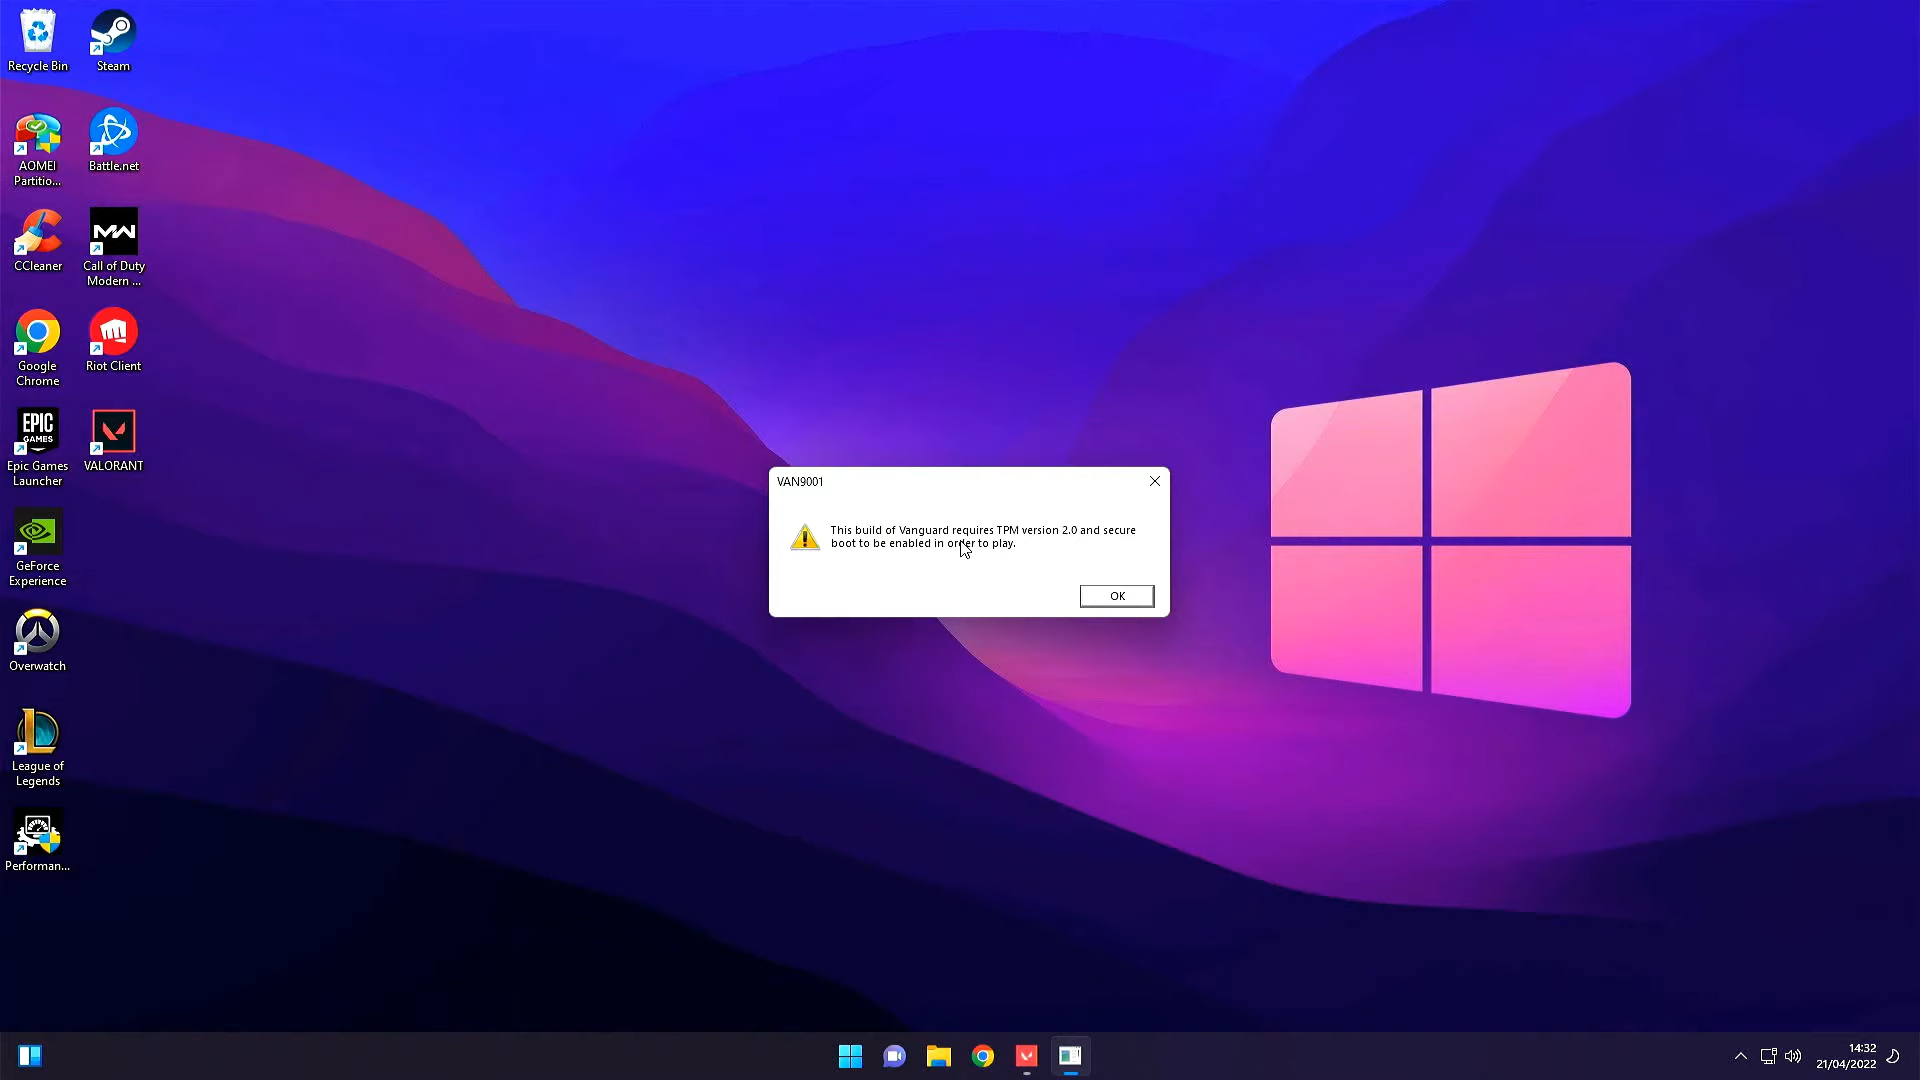 Recycle Bin
Steam
AOMEI
Partitio...
Battle.net
CCleaner
MW
Call of Duty
Modern ...
Google
Chrome
Riot Client
EPIC
GAMES
Epic Games
Launcher
VALORANT
GeForce
Experience
Overwatch
League of
Legends
Performan...
VAN9001
This build of Vanguard requires TPM version 2.0 and secure
boot to be enabled in order to play.
OK
14:32
21/04/2022